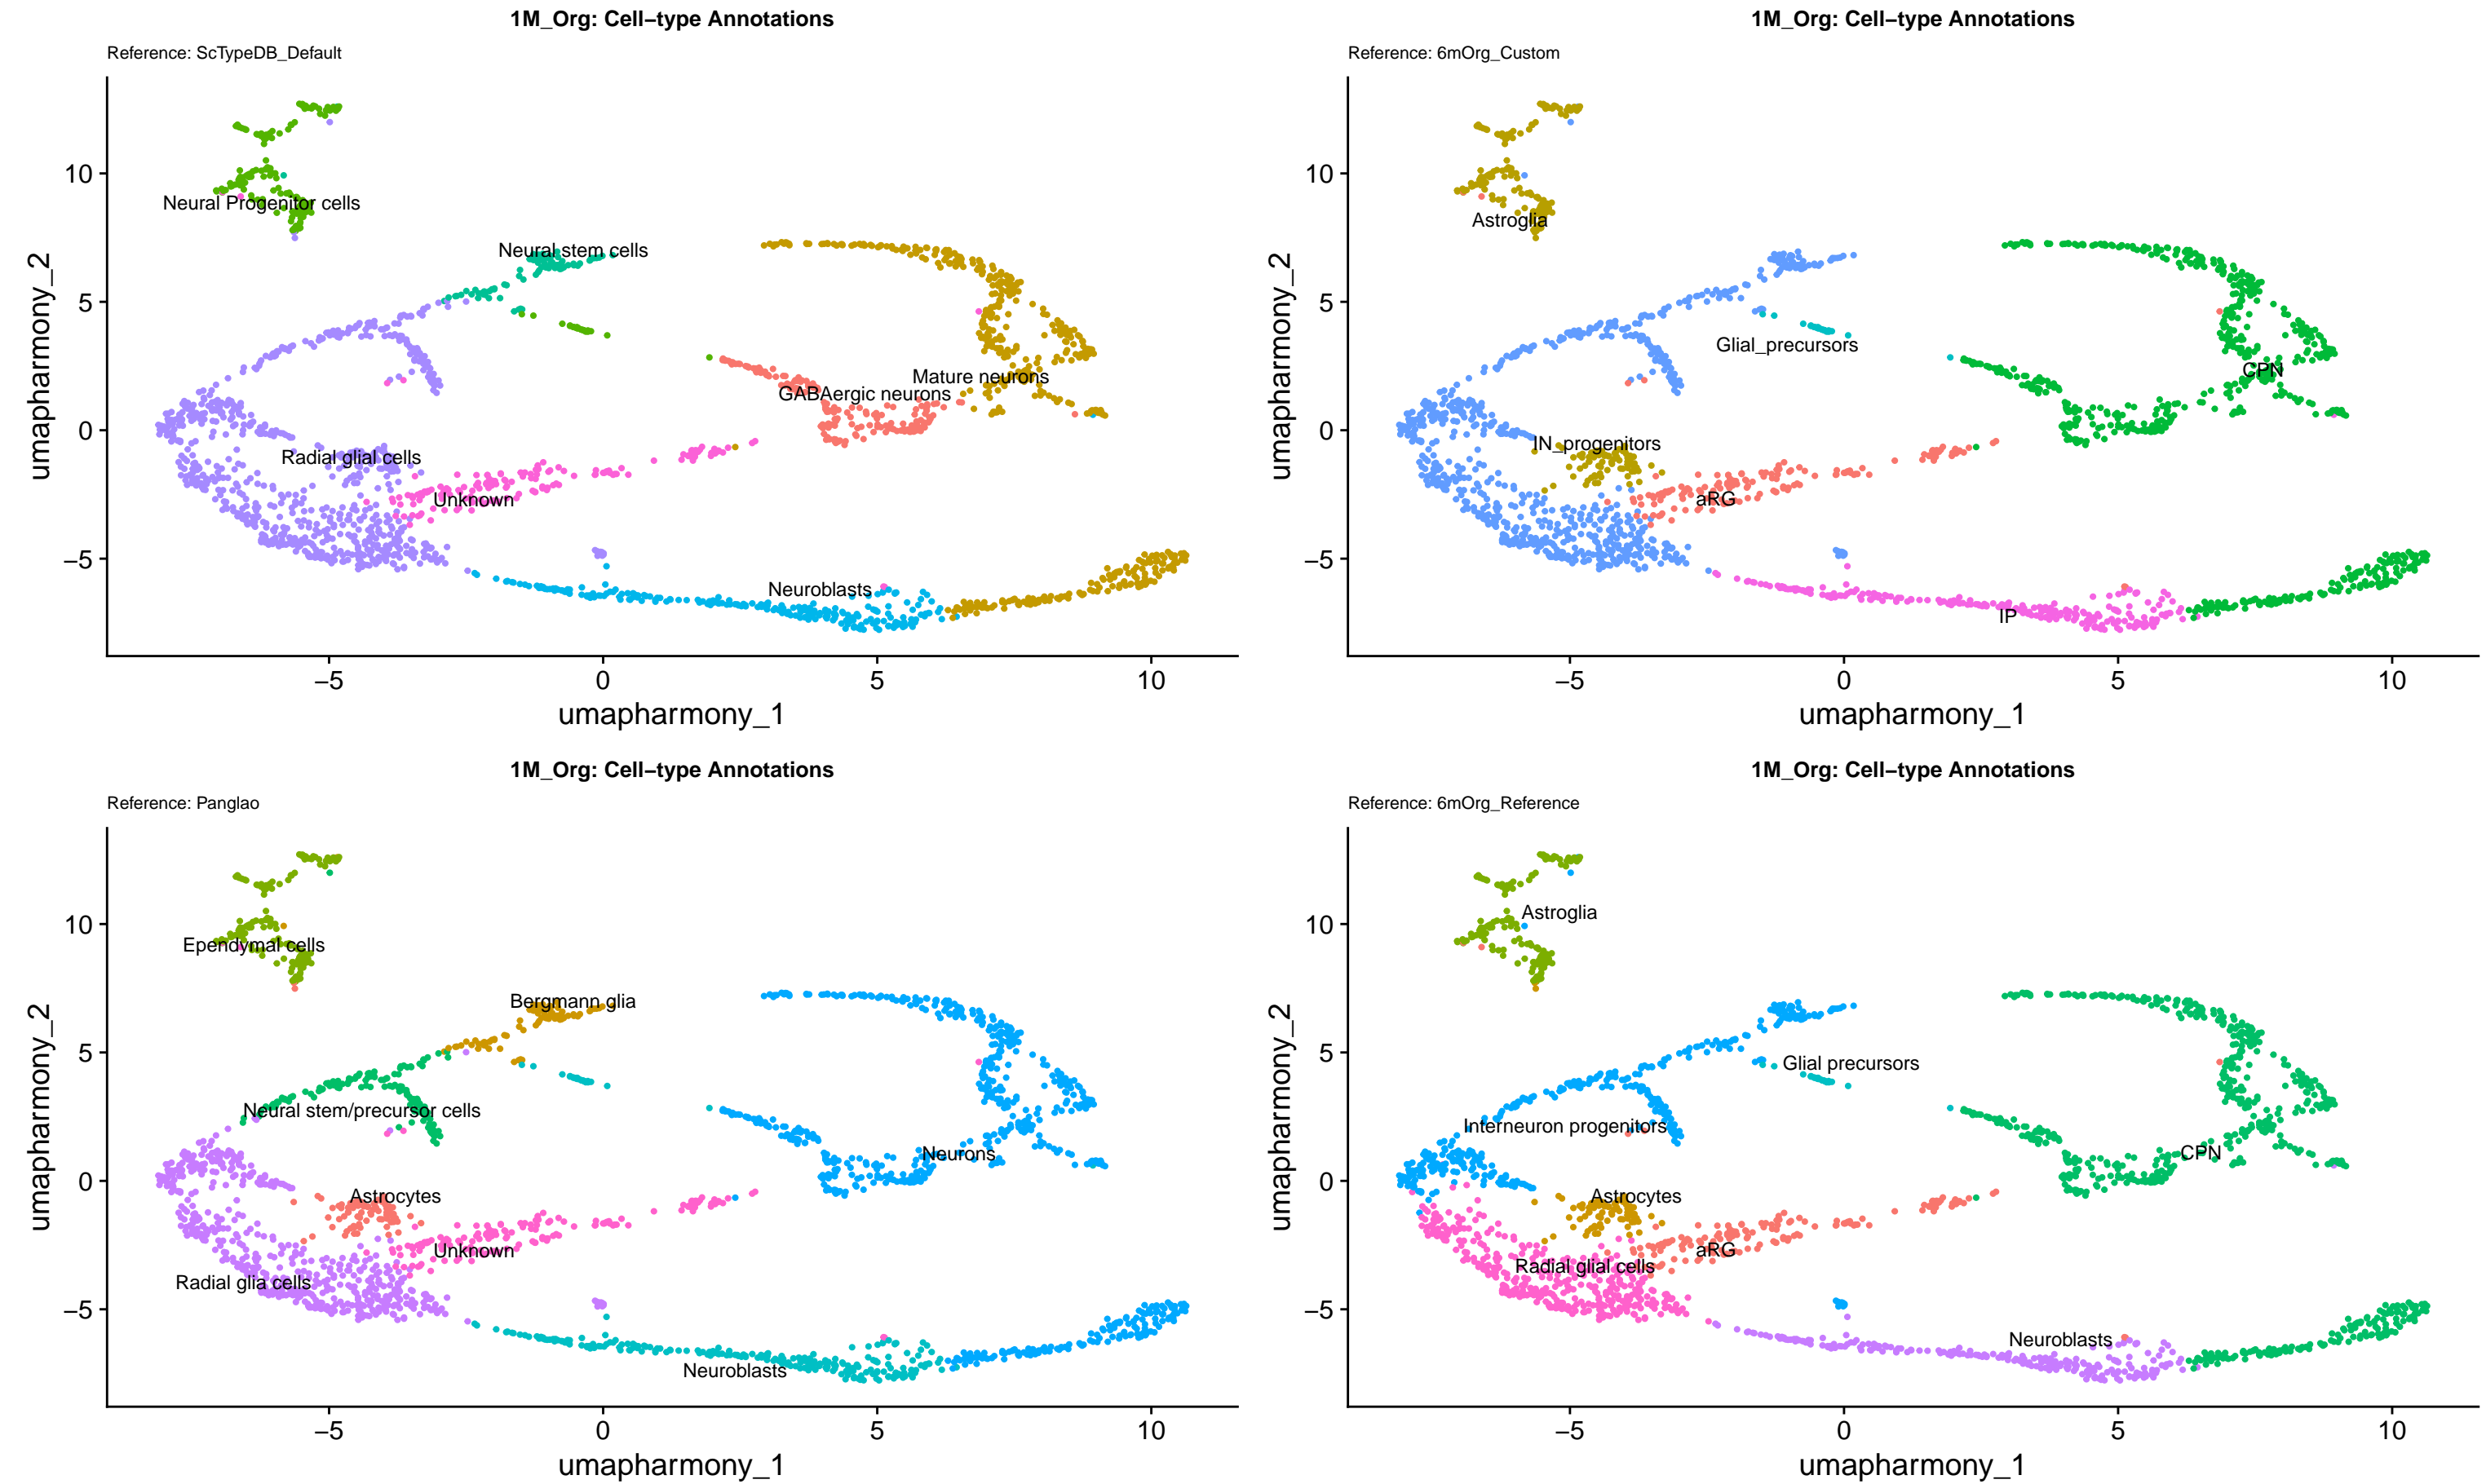 1M_Org: Cell–type Annotations
Reference: ScTypeDB_Default
10
5
0
–5
–5
0
5
10
umapharmony_1
umapharmony_2
Neural Progenitor cells
Neural stem cells
Mature neurons
GABAergic neurons
Radial glial cells
Unknown
Neuroblasts
1M_Org: Cell–type Annotations
Reference: 6mOrg_Custom
10
5
0
–5
–5
0
5
10
umapharmony_1
umapharmony_2
Astroglia
Glial_precursors
CPN
IN_progenitors
aRG
IP
1M_Org: Cell–type Annotations
Reference: Panglao
10
5
0
–5
–5
0
5
10
umapharmony_1
umapharmony_2
Ependymal cells
Bergmann glia
Neural stem/precursor cells
Neurons
Astrocytes
Unknown
Radial glia cells
Neuroblasts
1M_Org: Cell–type Annotations
Reference: 6mOrg_Reference
10
5
0
–5
–5
0
5
10
umapharmony_1
umapharmony_2
Astroglia
Glial precursors
Interneuron progenitors
CPN
Astrocytes
aRG
Radial glial cells
Neuroblasts